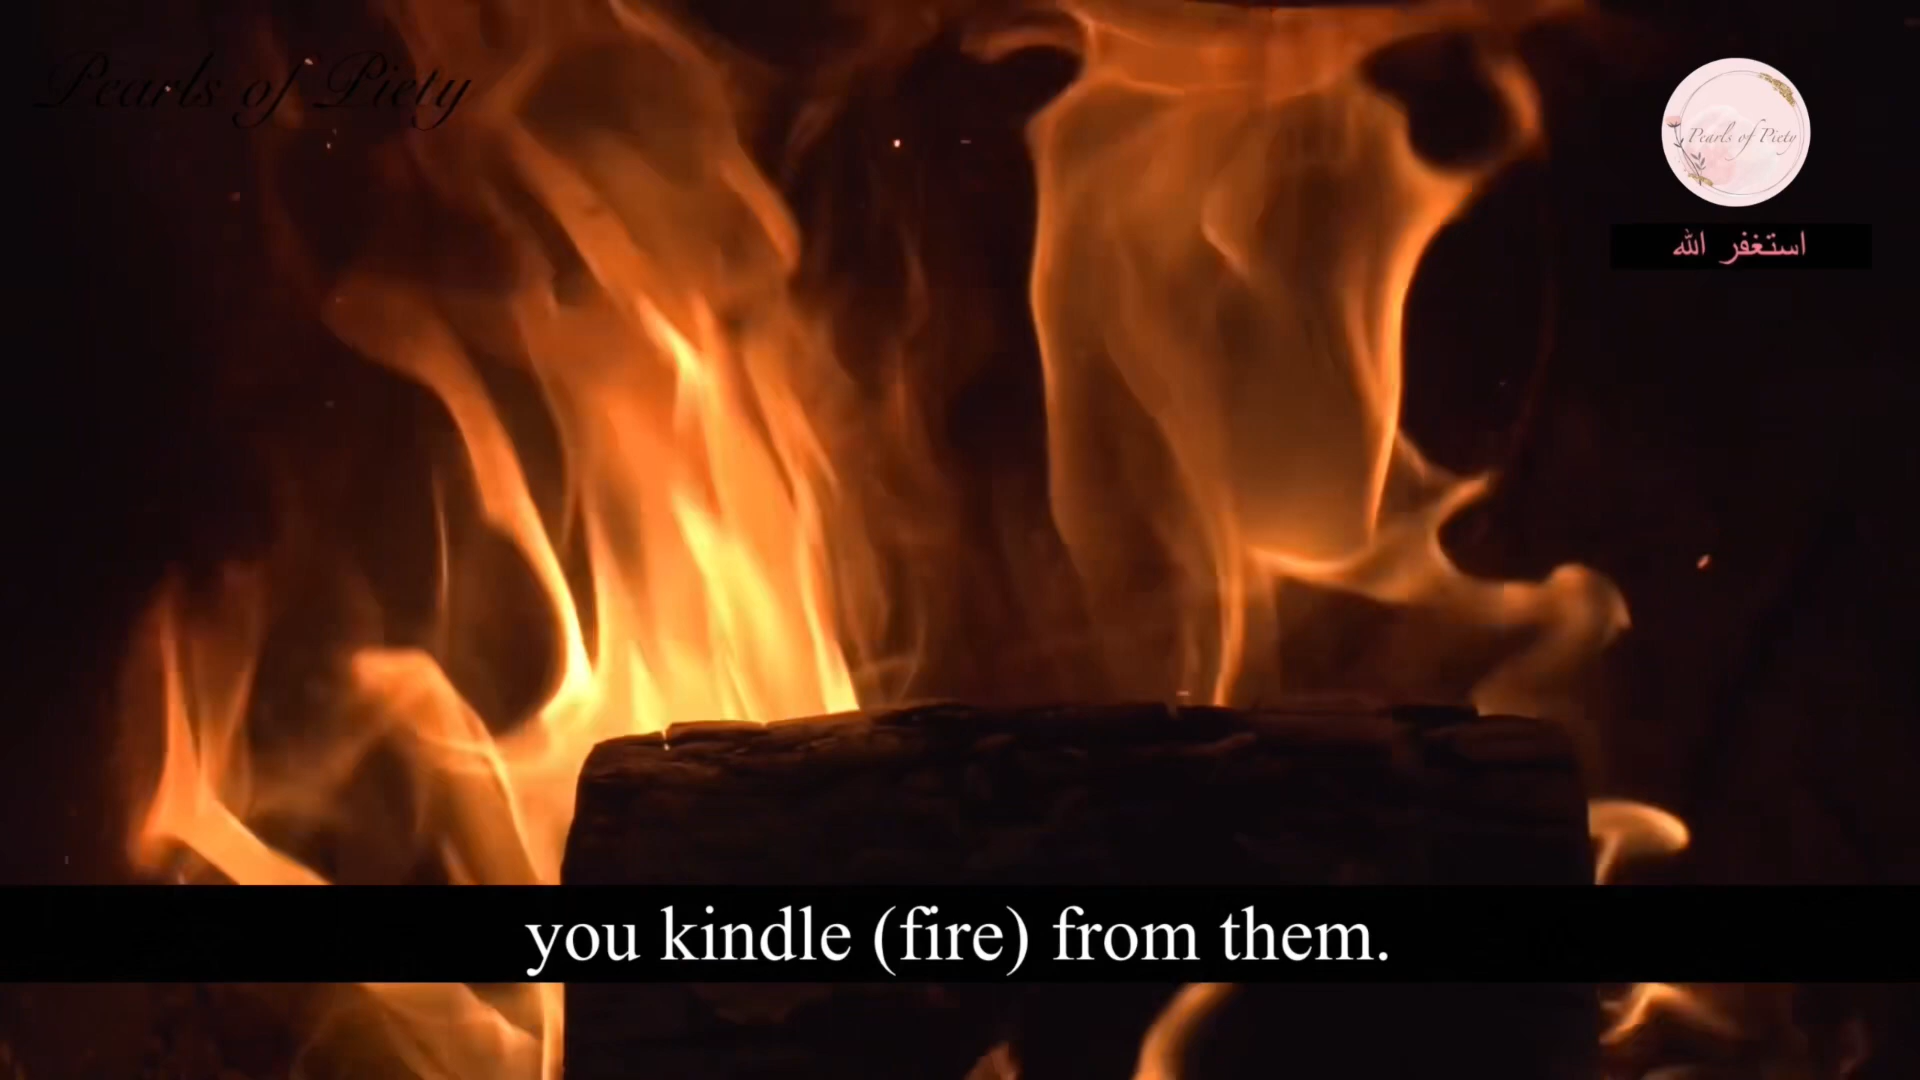 Pearls of Piety
Pearls of Piety
استغفر الله
you kindle (fire) from them.